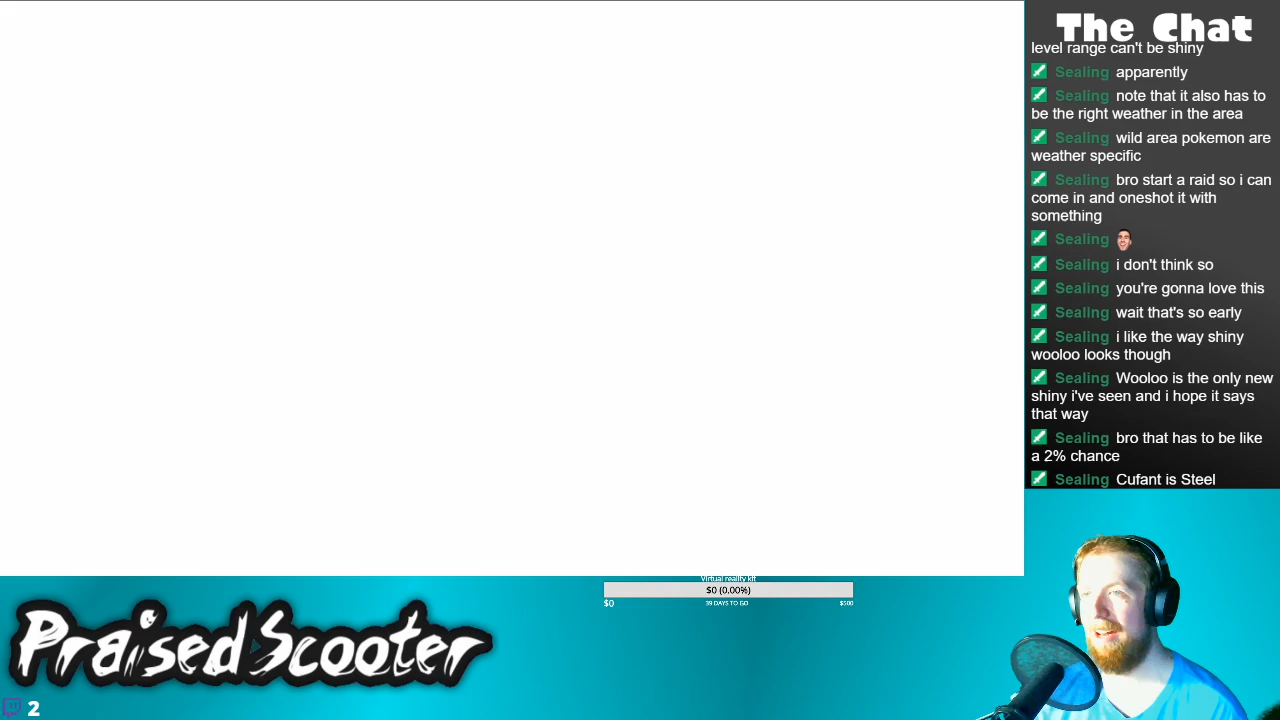 The Chat
level range can't be shiny
Sealing apparently
Sealing note that it also has to
be the right weather in the area
Sealing wild area pokemon are
weather specific
Sealing bro start a raid so i can
come in and oneshot it with
something
Sealing
Sealing i don't think so
Sealing you're gonna love this
Sealing wait that's so early
Sealing i like the way shiny
wooloo looks though
Sealing Wooloo is the only new
shiny i've seen and i hope it says
that way
Sealing bro that has to be like
a 2% chance
Sealing Cufant is Steel
Virtual reality kit
$0 (0.00%)
$0 39 DAYS TO GO $500
PraisedScooter
2